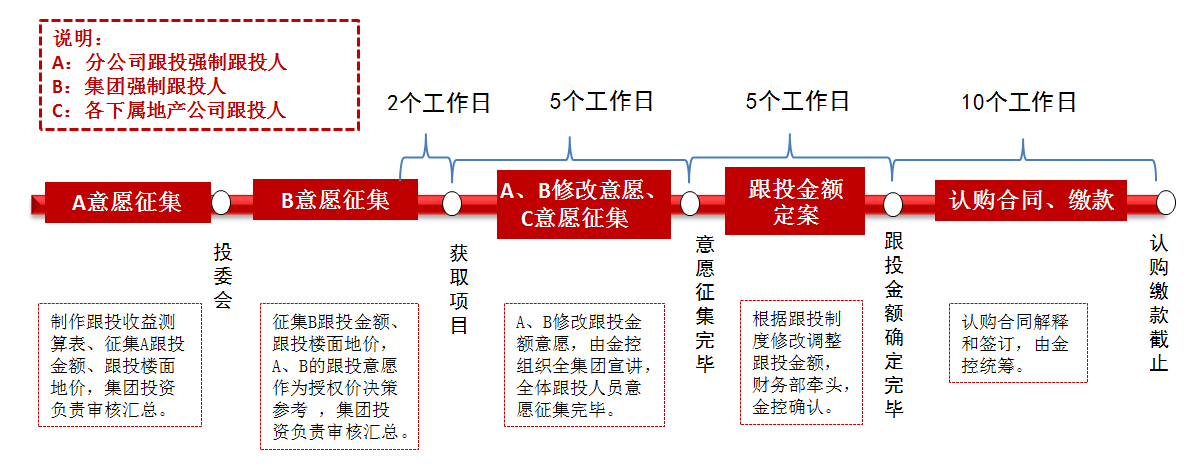 说明：
A：分公司跟投强制跟投人
B：集团强制跟投人
C：各下属地产公司跟投人
2个工作日
5个工作日
5个工作日
10个工作日
A意愿征集
B意愿征集
A、B修改意愿、
C意愿征集
跟投金额
定案
认购合同、缴款
投委会
获取项目
意愿征集完毕
跟投金额确定完毕
认购缴款截止
制作跟投收益测
算表、征集A跟投
金额、跟投楼面
地价，集团投资
负责审核汇总。
征集B跟投金额、
跟投楼面地价，
A、B的跟投意愿
作为授权价决策
参考 ，集团投
资负责审核汇总。
A、B修改跟投金
额意愿，由金控
组织全集团宣讲，
全体跟投人员意
愿征集完毕。
根据跟投制
度修改调整
跟投金额，
财务部牵头，
金控确认。
认购合同解释
和签订，由金
控统筹。